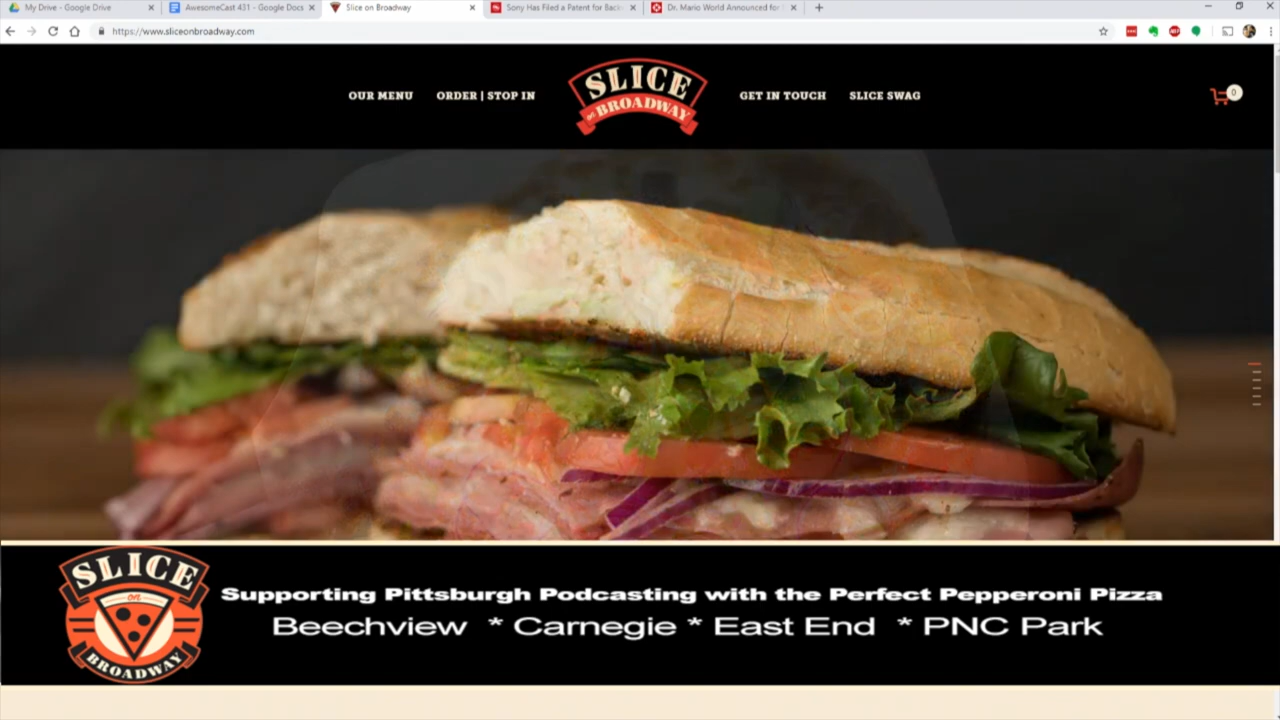 My Drive - Google Drive
AwesomeCast 431 - Google Docs
Slice on Broadway
Sony Has Filed a Patent for Back
Dr. Mario World Announced for
https://www.sliceonbroadway.com
OUR MENU
ORDER | STOP IN
SLICE
on BROADWAY
GET IN TOUCH
SLICE SWAG
0
SLICE
on
BROADWAY
Supporting Pittsburgh Podcasting with the Perfect Pepperoni Pizza
Beechview * Carnegie * East End * PNC Park